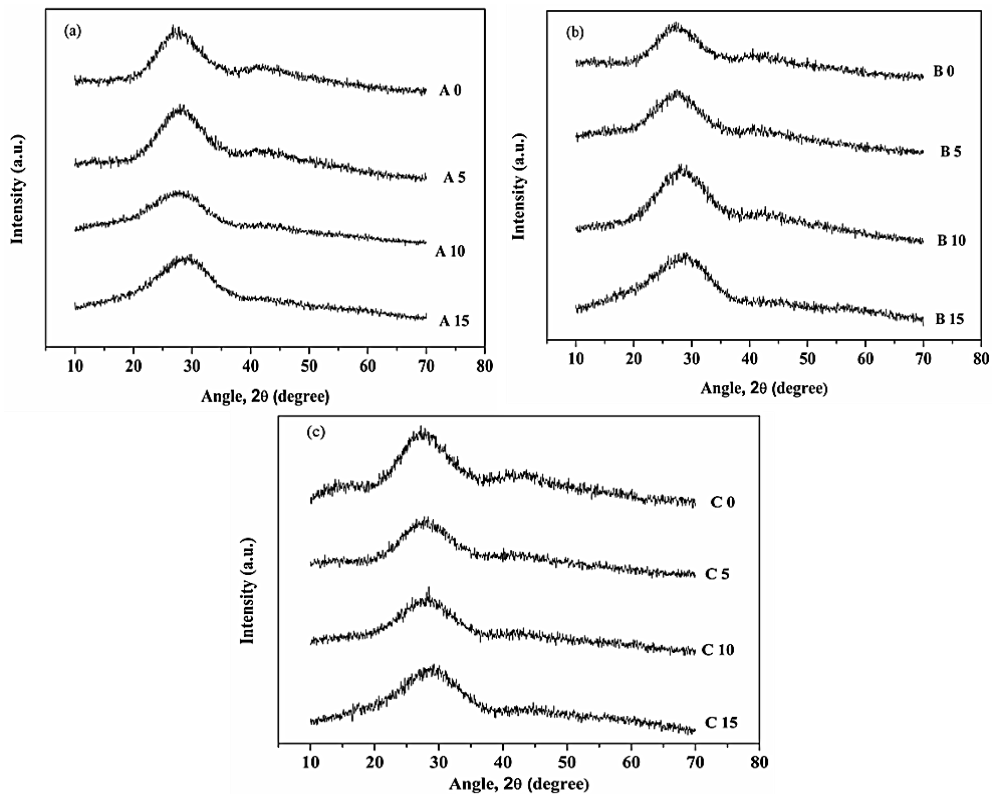 (a)
A 0
A 5
A 10
A 15
Intensity (a.u.)
10 20 30 40 50 60 70 80
Angle, 2θ (degree)
(b)
B 0
B 5
B 10
B 15
Intensity (a.u.)
10 20 30 40 50 60 70 80
Angle, 2θ (degree)
(c)
C 0
C 5
C 10
C 15
Intensity (a.u.)
10 20 30 40 50 60 70 80
Angle, 2θ (degree)